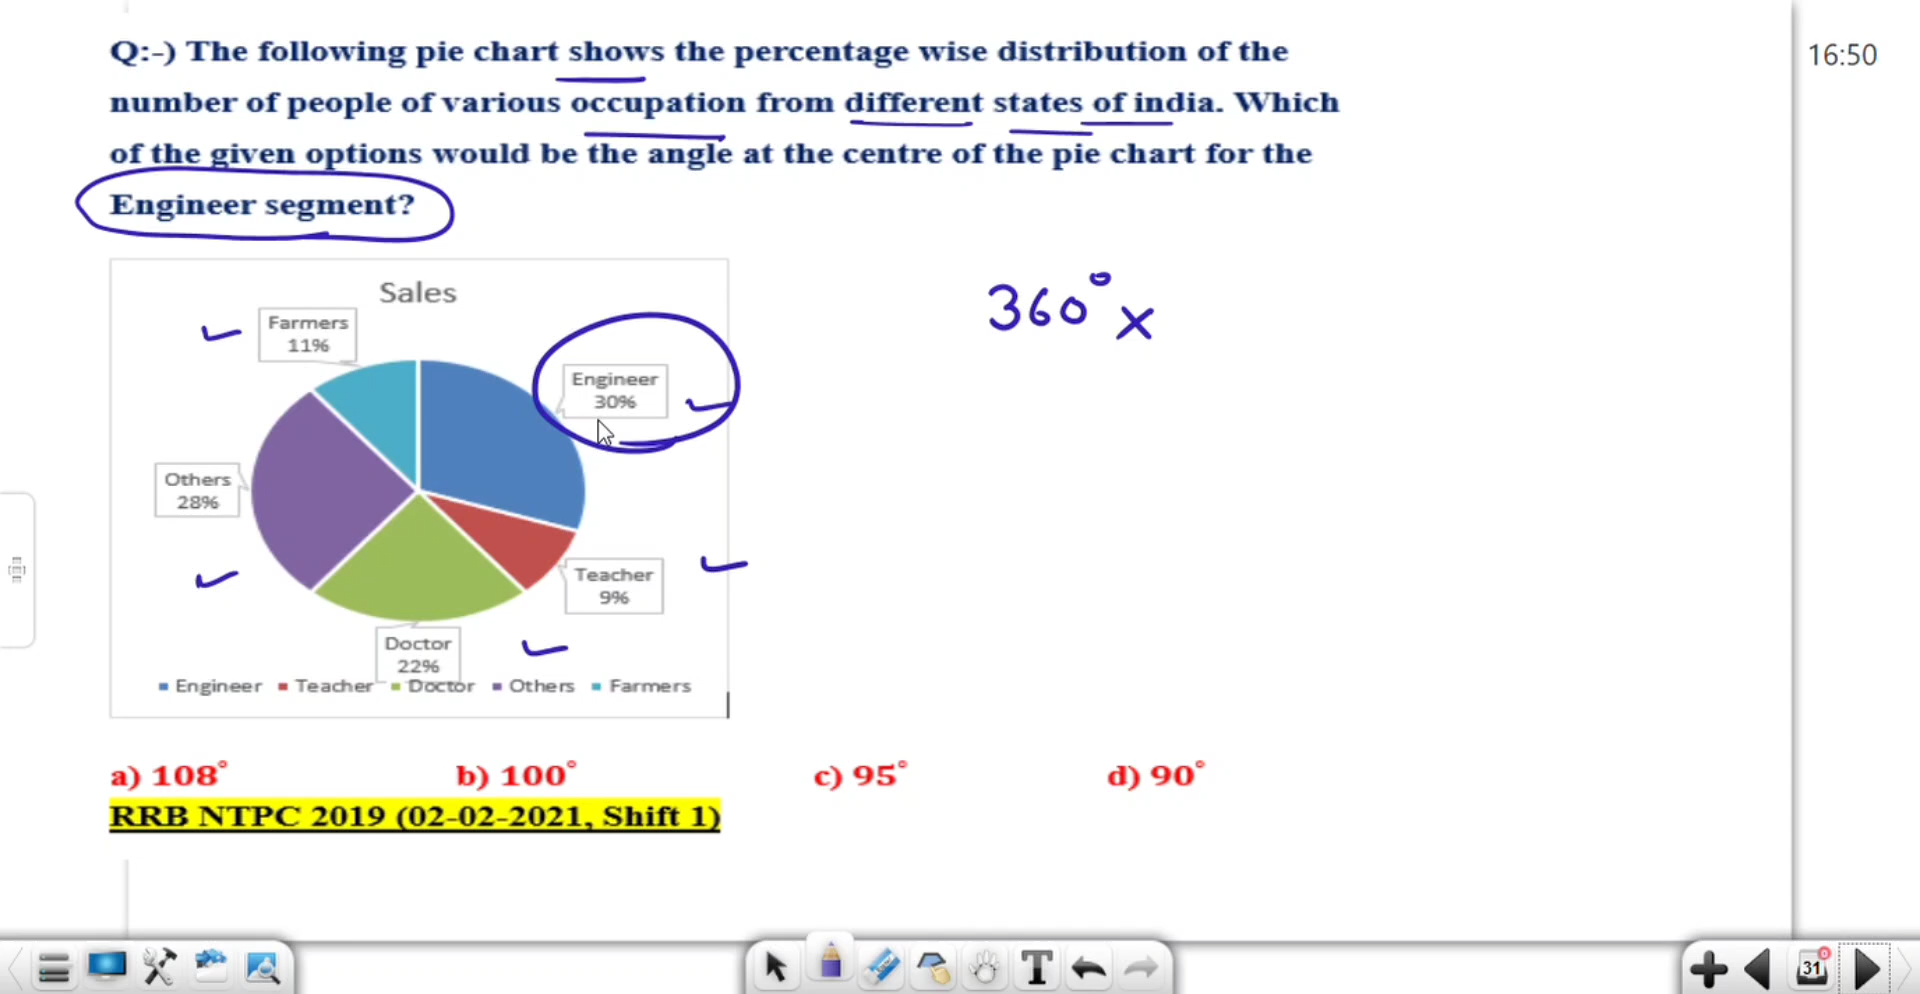 Q:-) The following pie chart shows the percentage wise distribution of the
16:50
number of people of various occupation from different states of india. Which
of the given options would be the angle at the centre of the pie chart for the
Engineer segment?
Sales
360° x
Farmers
11%
Engineer
30%
Others
28%
Teacher
9%
Doctor
22%
Engineer Teacher Doctor Others Farmers
a) 108° b) 100° c) 95° d) 90°
RRB NTPC 2019 (02-02-2021, Shift 1)
T
31
0